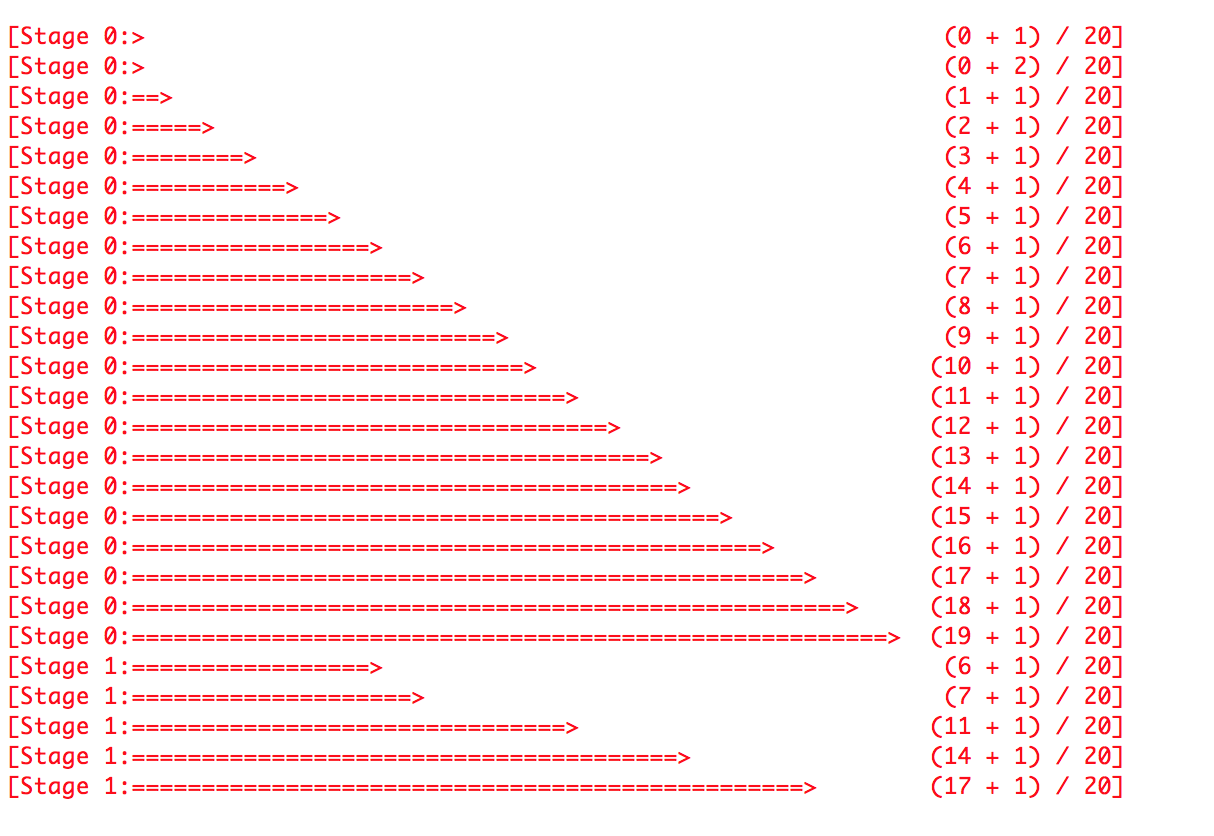 [Stage 0:>                                                         (0 + 1) / 20]
[Stage 0:>                                                         (0 + 2) / 20]
[Stage 0:==>                                                       (1 + 1) / 20]
[Stage 0:=====>                                                    (2 + 1) / 20]
[Stage 0:========>                                                 (3 + 1) / 20]
[Stage 0:===========>                                              (4 + 1) / 20]
[Stage 0:==============>                                           (5 + 1) / 20]
[Stage 0:=================>                                        (6 + 1) / 20]
[Stage 0:====================>                                     (7 + 1) / 20]
[Stage 0:=======================>                                  (8 + 1) / 20]
[Stage 0:==========================>                               (9 + 1) / 20]
[Stage 0:============================>                            (10 + 1) / 20]
[Stage 0:===============================>                         (11 + 1) / 20]
[Stage 0:==================================>                      (12 + 1) / 20]
[Stage 0:=====================================>                   (13 + 1) / 20]
[Stage 0:=======================================>                 (14 + 1) / 20]
[Stage 0:==========================================>              (15 + 1) / 20]
[Stage 0:=============================================>           (16 + 1) / 20]
[Stage 0:================================================>        (17 + 1) / 20]
[Stage 0:===================================================>     (18 + 1) / 20]
[Stage 0:======================================================>  (19 + 1) / 20]
[Stage 1:=================>                                        (6 + 1) / 20]
[Stage 1:====================>                                     (7 + 1) / 20]
[Stage 1:===============================>                         (11 + 1) / 20]
[Stage 1:=======================================>                 (14 + 1) / 20]
[Stage 1:================================================>        (17 + 1) / 20]